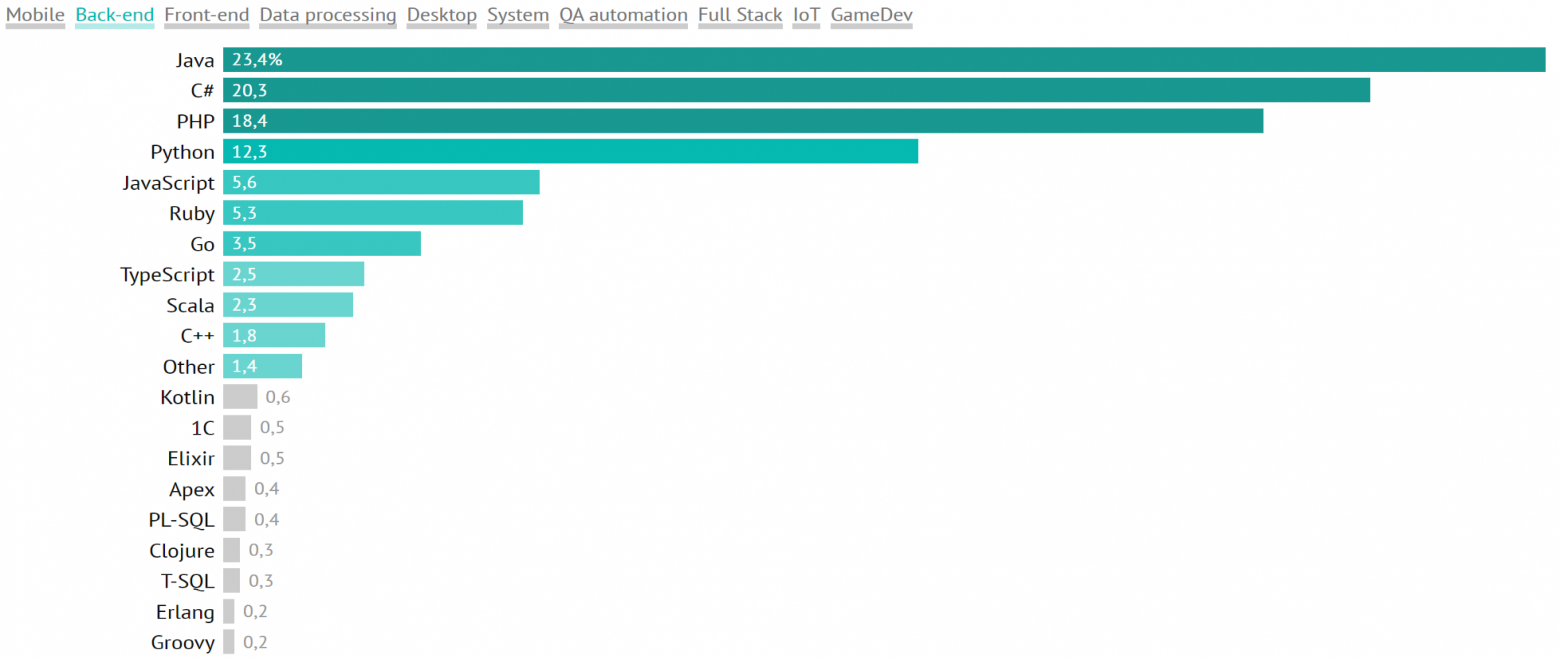 Mobile Back-end Front-end Data processing Desktop System QA automation Full Stack IoT GameDev
Java 23,4%
C# 20,3
PHP 18,4
Python 12,3
JavaScript 5,6
Ruby 5,3
Go 3,5
TypeScript 2,5
Scala 2,3
C++ 1,8
Other 1,4
Kotlin 0,6
1C 0,5
Elixir 0,5
Apex 0,4
PL-SQL 0,4
Clojure 0,3
T-SQL 0,3
Erlang 0,2
Groovy 0,2